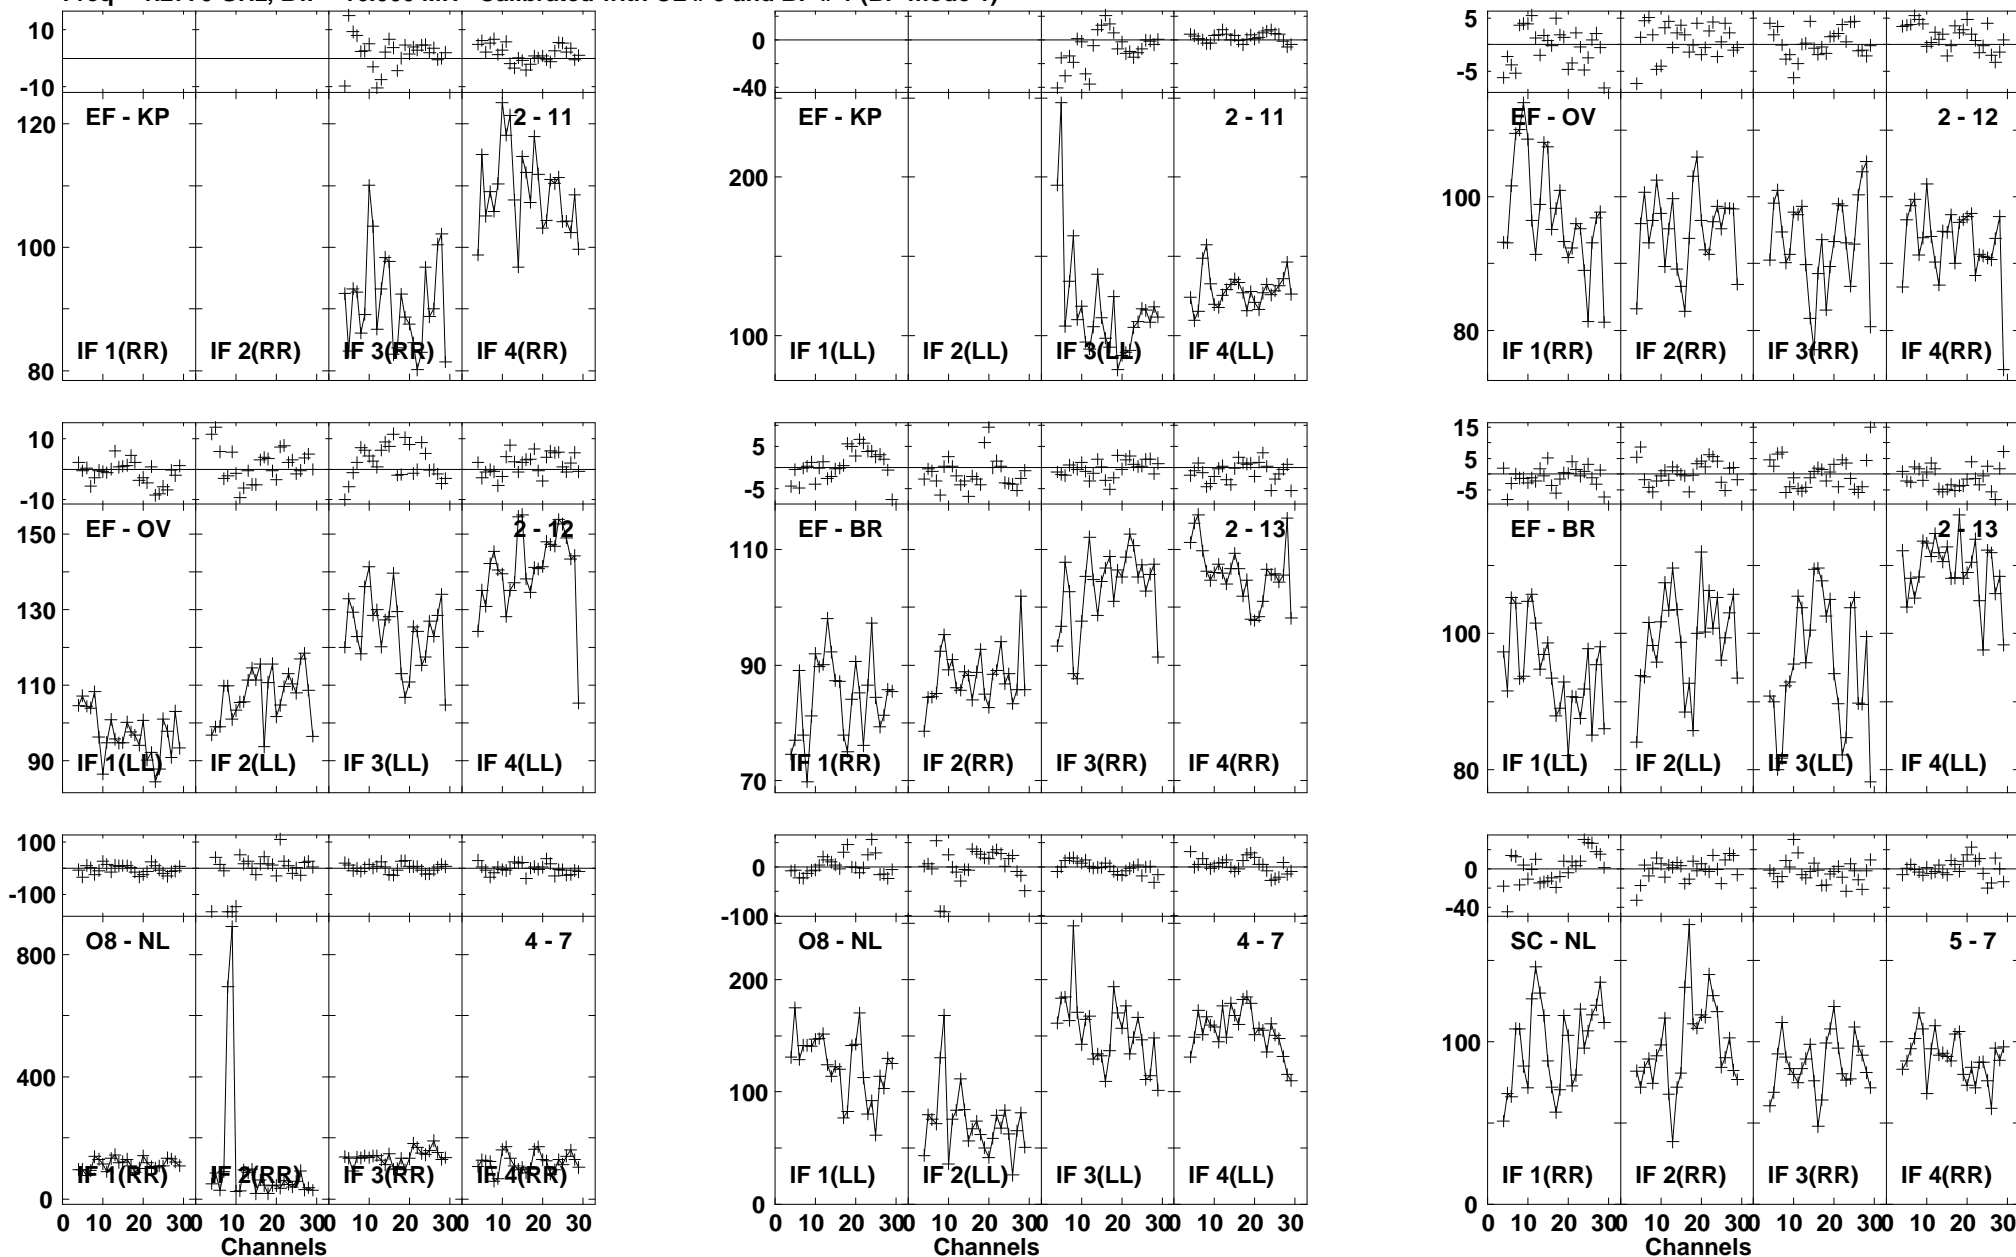 10
0
-10
EF - KP
2 - 11
120
100
80
IF 1(RR) IF 2(RR) IF 3(RR) IF 4(RR)
0
-40
EF - KP
2 - 11
200
100
IF 1(LL) IF 2(LL) IF 3(LL) IF 4(LL)
5
-5
EF - OV
2 - 12
100
80
IF 1(RR) IF 2(RR) IF 3(RR) IF 4(RR)
10
-10
EF - OV
2 - 12
150
130
110
90
IF 1(LL) IF 2(LL) IF 3(LL) IF 4(LL)
5
-5
EF - BR
2 - 13
110
90
70
IF 1(RR) IF 2(RR) IF 3(RR) IF 4(RR)
15
5
-5
EF - BR
2 - 13
100
80
IF 1(LL) IF 2(LL) IF 3(LL) IF 4(LL)
100
-100
O8 - NL
4 - 7
800
400
0
IF 1(RR) IF 2(RR) IF 3(RR) IF 4(RR)
0 10 20 30 0 10 20 30 0 10 20 30 0 10 20 30
Channels
0
-100
O8 - NL
4 - 7
200
100
0
IF 1(LL) IF 2(LL) IF 3(LL) IF 4(LL)
0 10 20 30 0 10 20 30 0 10 20 30 0 10 20 30
Channels
0
-40
SC - NL
5 - 7
100
0
IF 1(RR) IF 2(RR) IF 3(RR) IF 4(RR)
0 10 20 30 0 10 20 30 0 10 20 30 0 10 20 30
Channels